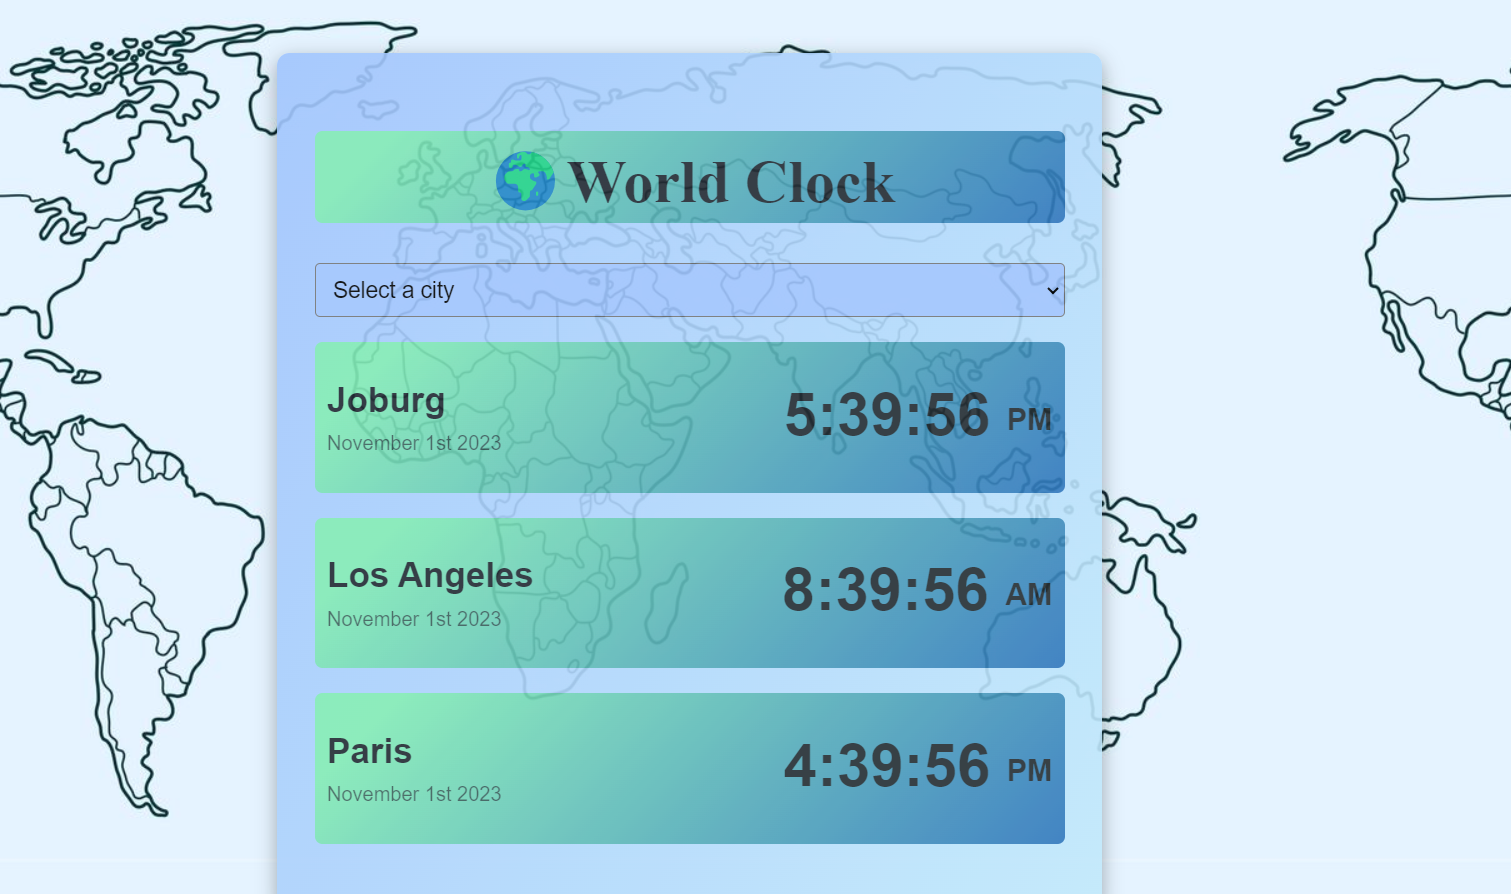 World Clock
Select a city
Joburg
November 1st 2023
5:39:56 PM
Los Angeles
November 1st 2023
8:39:56 AM
Paris
November 1st 2023
4:39:56 PM